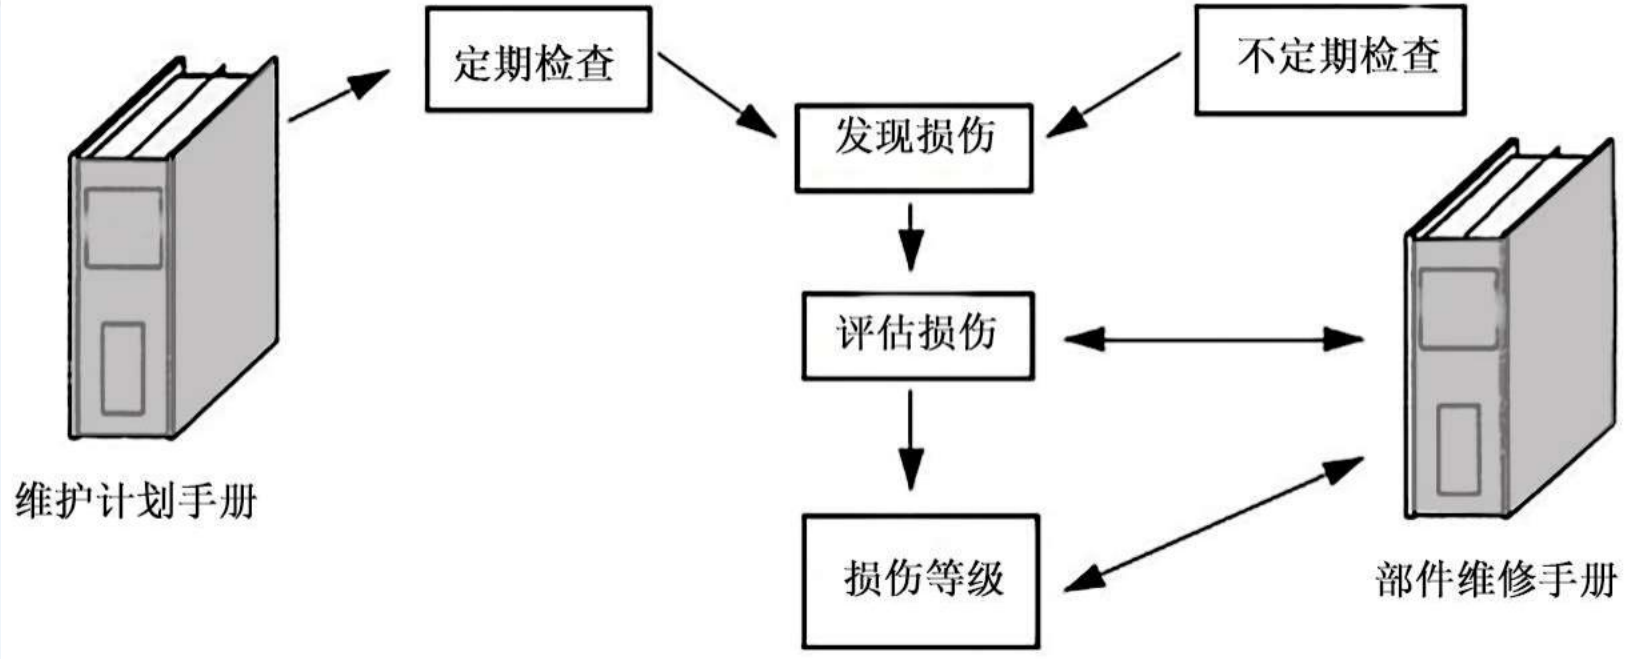 定期检查
不定期检查
发现损伤
评估损伤
维护计划手册
损伤等级
部件维修手册